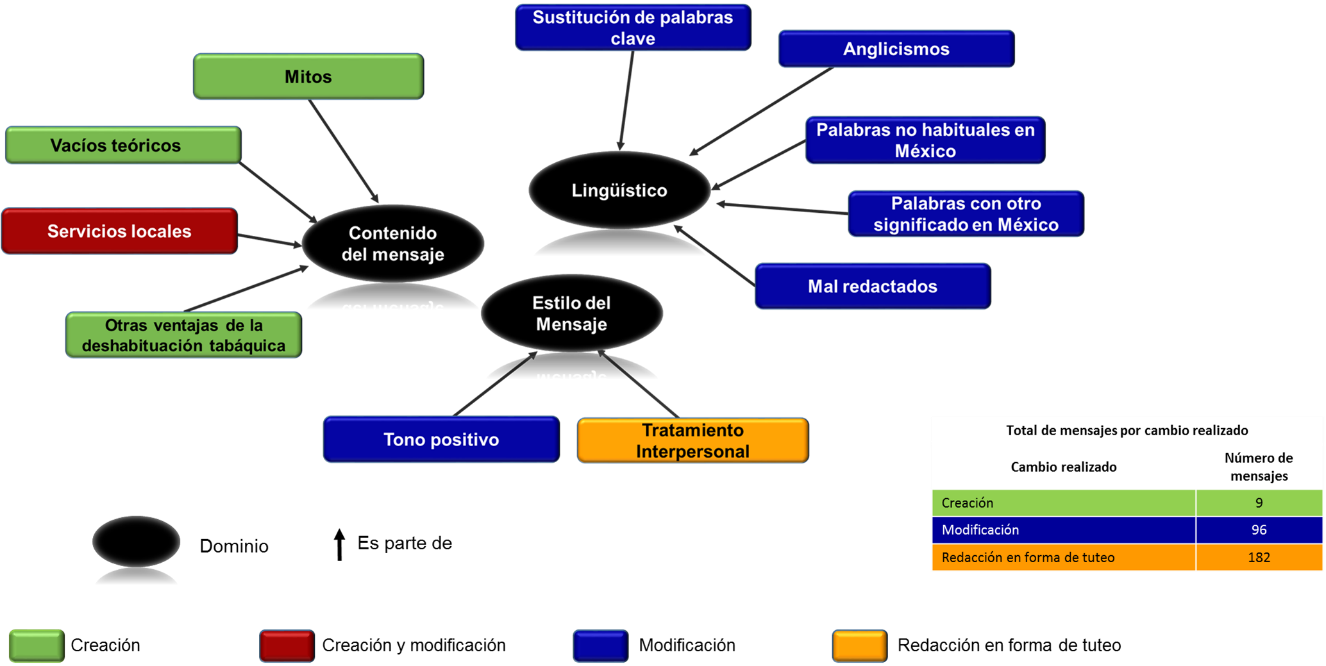 Sustitución de palabras
clave
Anglicismos
Mitos
Palabras no habituales en
México
Vacíos teóricos
Lingüístico
Palabras con otro
significado en México
Servicios locales
Contenido
del mensaje
Mal redactados
Estilo del
Mensaje
Otras ventajas de la
deshabituación tabáquica
Tono positivo
Tratamiento
Interpersonal
Total de mensajes por cambio realizado
Cambio realizado
Número de
mensajes
Creación 9
Modificación 96
Redacción en forma de tuteo 182
Dominio
Es parte de
Creación
Creación y modificación
Modificación
Redacción en forma de tuteo